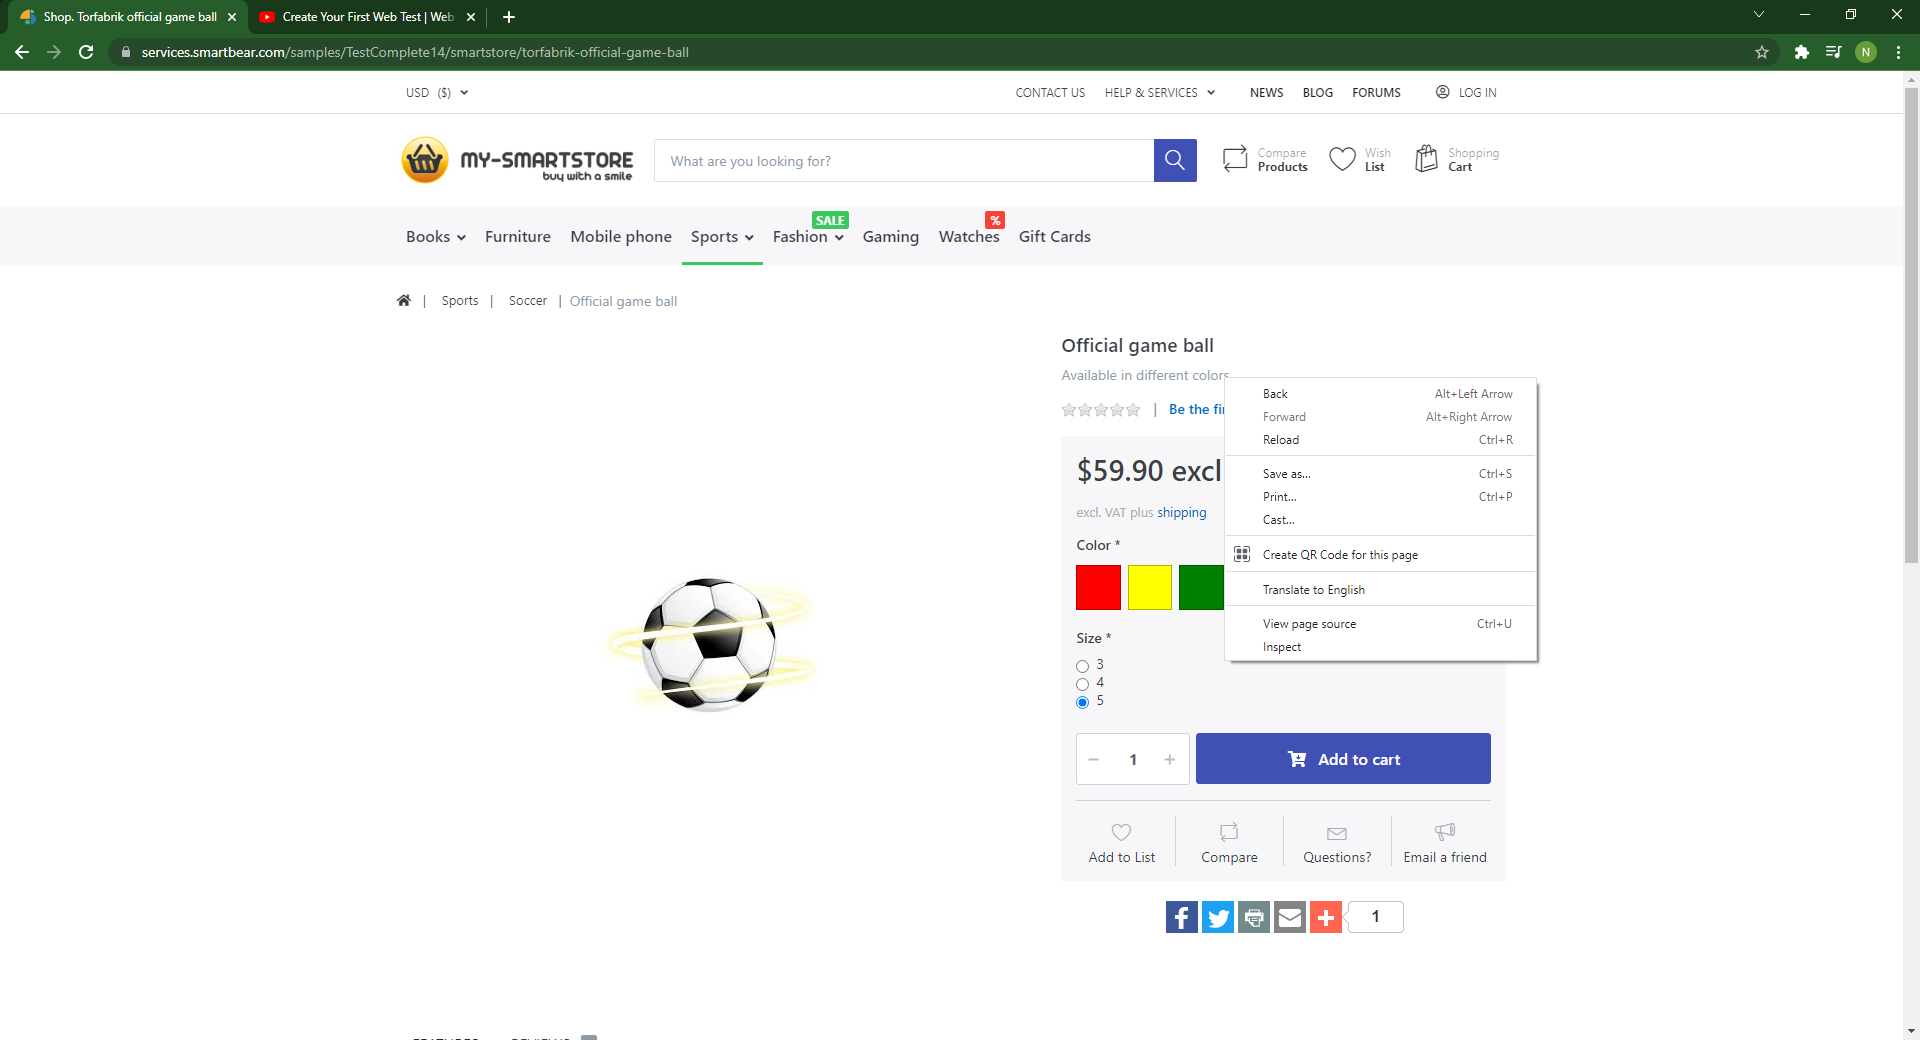 Shop. Torfabrik official game ball
Create Your First Web Test | Web
services.smartbear.com/samples/TestComplete14/smartstore/torfabrik-official-game-ball
N
USD ($)
CONTACT US
HELP & SERVICES
NEWS
BLOG
FORUMS
LOG IN
MY-SMARTSTORE
buy with a smile
What are you looking for?
Compare
Products
Wish
List
Shopping
Cart
SALE
%
Books
Furniture
Mobile phone
Sports
Fashion
Gaming
Watches
Gift Cards
| Sports | Soccer | Official game ball
Official game ball
Available in different colors
| Be the fi
$59.90 excl
excl. VAT plus shipping
Color *
Size *
3
4
5
1
Add to cart
Add to List
Compare
Questions?
Email a friend
1
Back Alt+Left Arrow
Forward Alt+Right Arrow
Reload Ctrl+R
Save as... Ctrl+S
Print... Ctrl+P
Cast...
Create QR Code for this page
Translate to English
View page source Ctrl+U
Inspect